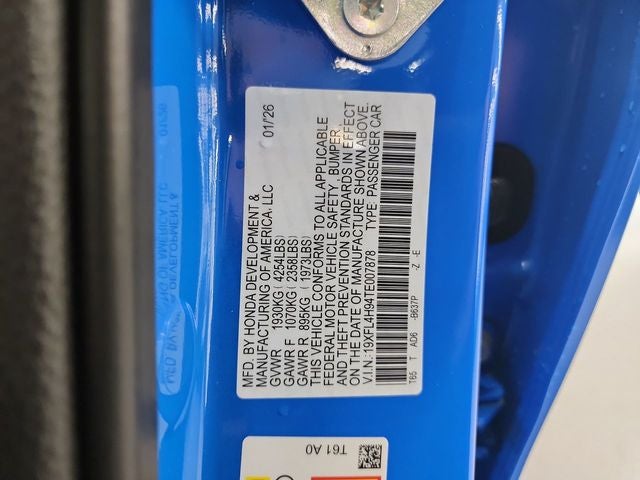 MFD. BY HONDA DEVELOPMENT & 01/26
MANUFACTURING OF AMERICA, LLC
GVWR 1930KG ( 4254LBS)
GAWR F 1070KG ( 2358LBS)
GAWR R 895KG ( 1973LBS)
THIS VEHICLE CONFORMS TO ALL APPLICABLE
FEDERAL MOTOR VEHICLE SAFETY, BUMPER,
AND THEFT PREVENTION STANDARDS IN EFFECT
ON THE DATE OF MANUFACTURE SHOWN ABOVE.
V.I.N.: 19XFL4H94TE007878 TYPE: PASSENGER CAR
T65 T AD6 -B637P -Z -E
T61 A0